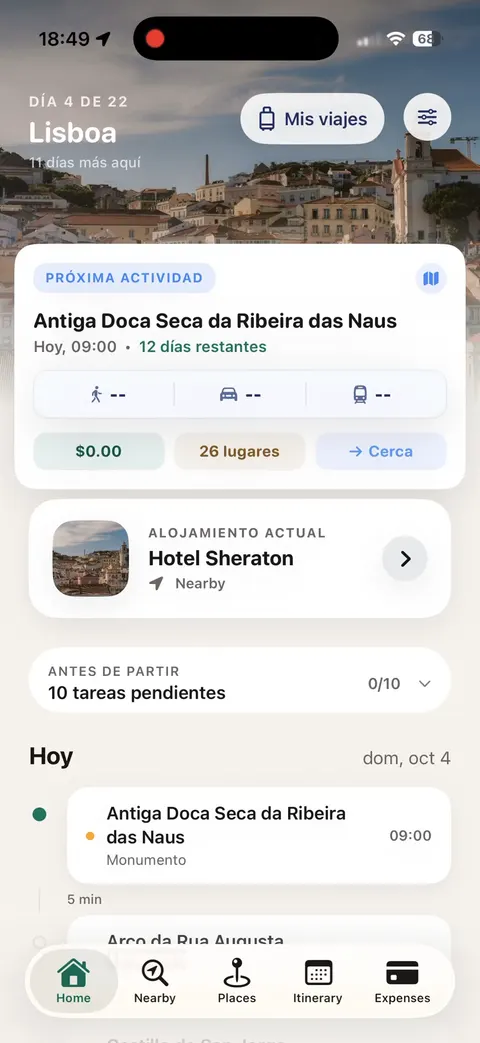 18:49
68
DÍA 4 DE 22
Lisboa
11 días más aquí
Mis viajes
PRÓXIMA ACTIVIDAD
Antiga Doca Seca da Ribeira das Naus
Hoy, 09:00 • 12 días restantes
--
--
--
$0.00
26 lugares
→ Cerca
ALOJAMIENTO ACTUAL
Hotel Sheraton
Nearby
ANTES DE PARTIR
10 tareas pendientes
0/10
Hoy
dom, oct 4
Antiga Doca Seca da Ribeira
das Naus
09:00
Monumento
5 min
Arco da Rua Augusta
Home
Nearby
Places
Itinerary
Expenses